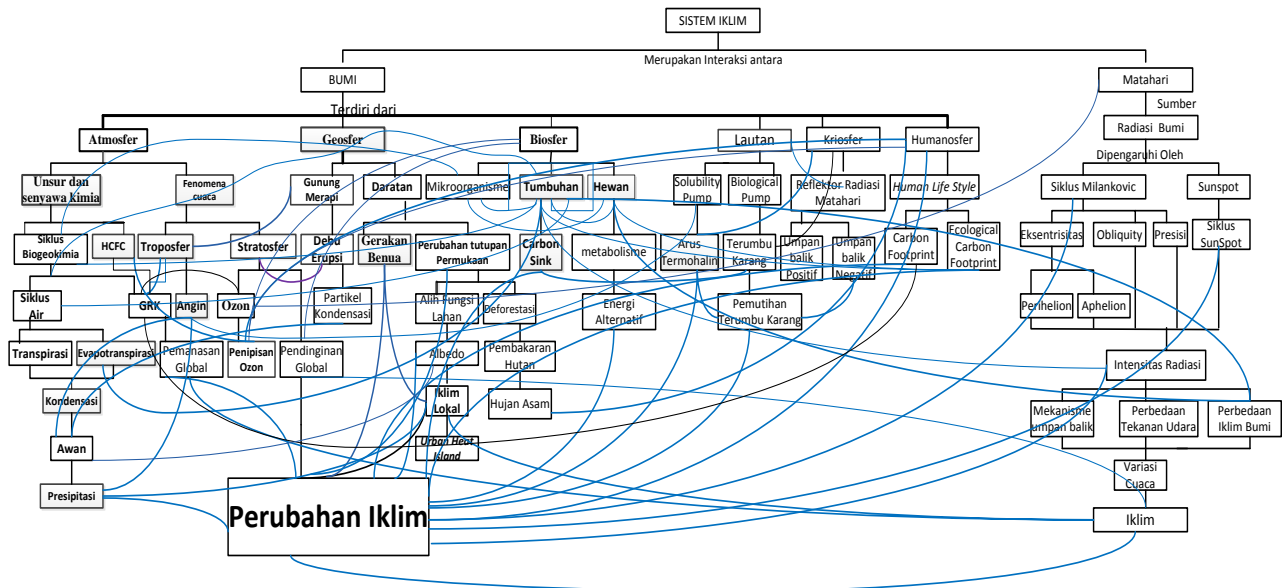 SISTEM IKLIM
Merupakan Interaksi antara
BUMI
Matahari
Terdiri dari
Sumber
Atmosfer
Geosfer
Biosfer
Lautan
Kriosfer
Humanosfer
Radiasi Bumi
Dipengaruhi Oleh
Unsur dan
senyawa Kimia
Fenomena
cuaca
Gunung
Merapi
Daratan
Mikroorganisme
Tumbuhan
Hewan
Solubility
Pump
Biological
Pump
Reflektor Radiasi
Matahari
Human Life Style
Siklus Milankovic
Sunspot
Siklus
Biogeokimia
HCFC
Troposfer
Stratosfer
Debu
Erupsi
Gerakan
Benua
Perubahan tutupan
Permukaan
Carbon
Sink
metabolisme
Arus
Termohalin
Terumbu
Karang
Umpan
balik
Positif
Umpan
balik
Negatif
Carbon
Footprint
Ecological
Carbon
Footprint
Eksentrisitas
Obliquity
Presisi
Siklus
SunSpot
Siklus
Air
GRK
Angin
Ozon
Partikel
Kondensasi
Alih Fungsi
Lahan
Deforestasi
Energi
Alternatif
Pemutihan
Terumbu Karang
Perihelion
Aphelion
Transpirasi
Evapotranspirasi
Pemanasan
Global
Penipisan
Ozon
Pendinginan
Global
Albedo
Pembakaran
Hutan
Intensitas Radiasi
Kondensasi
Iklim
Lokal
Hujan Asam
Mekanisme
umpan balik
Perbedaan
Tekanan Udara
Perbedaan
Iklim Bumi
Awan
Urban Heat
Island
Variasi
Cuaca
Presipitasi
Perubahan Iklim
Iklim